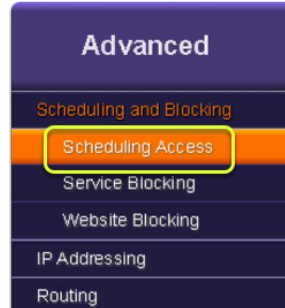 Advanced
Scheduling and Blocking
Scheduling Access
Service Blocking
Website Blocking
IP Addressing
Routing